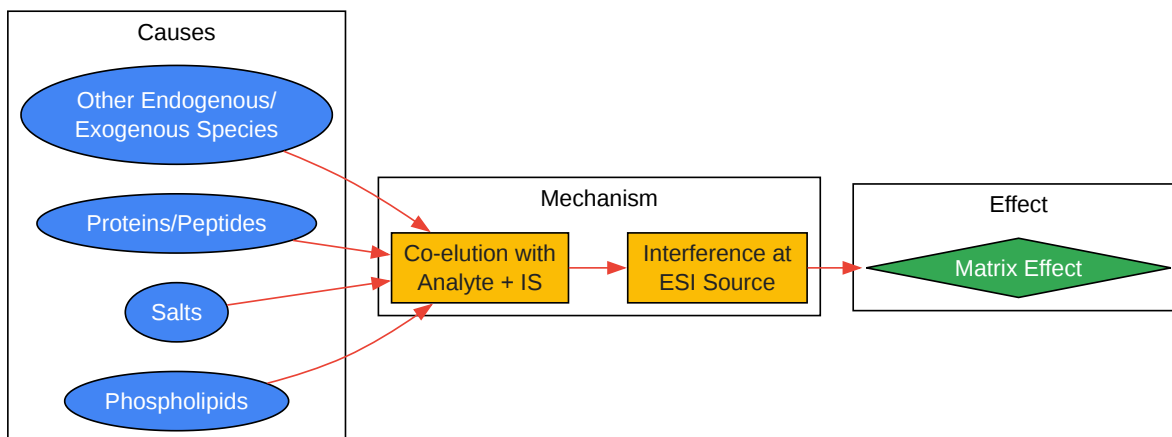 Causes
Other Endogenous/
Exogenous Species
Proteins/Peptides
Salts
Phospholipids
Mechanism
Co-elution with
Analyte + IS
Interference at
ESI Source
Effect
Matrix Effect